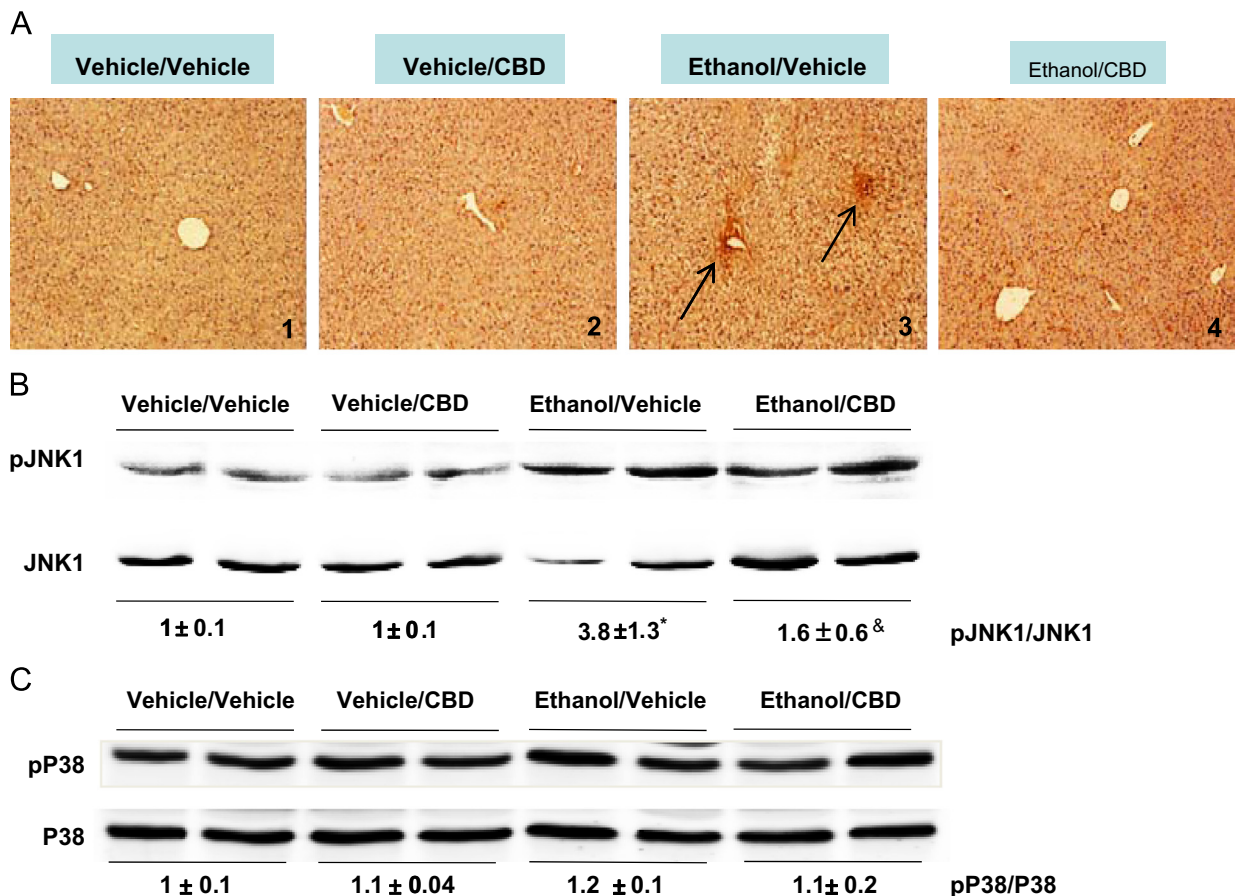 A
Vehicle/Vehicle Vehicle/CBD Ethanol/Vehicle Ethanol/CBD
1 2 3 4
B
Vehicle/Vehicle Vehicle/CBD Ethanol/Vehicle Ethanol/CBD
pJNK1
JNK1
1 ± 0.1 1 ± 0.1 3.8 ±1.3* 1.6 ± 0.6 & pJNK1/JNK1
C
Vehicle/Vehicle Vehicle/CBD Ethanol/Vehicle Ethanol/CBD
pP38
P38
1 ± 0.1 1.1 ± 0.04 1.2 ± 0.1 1.1± 0.2 pP38/P38